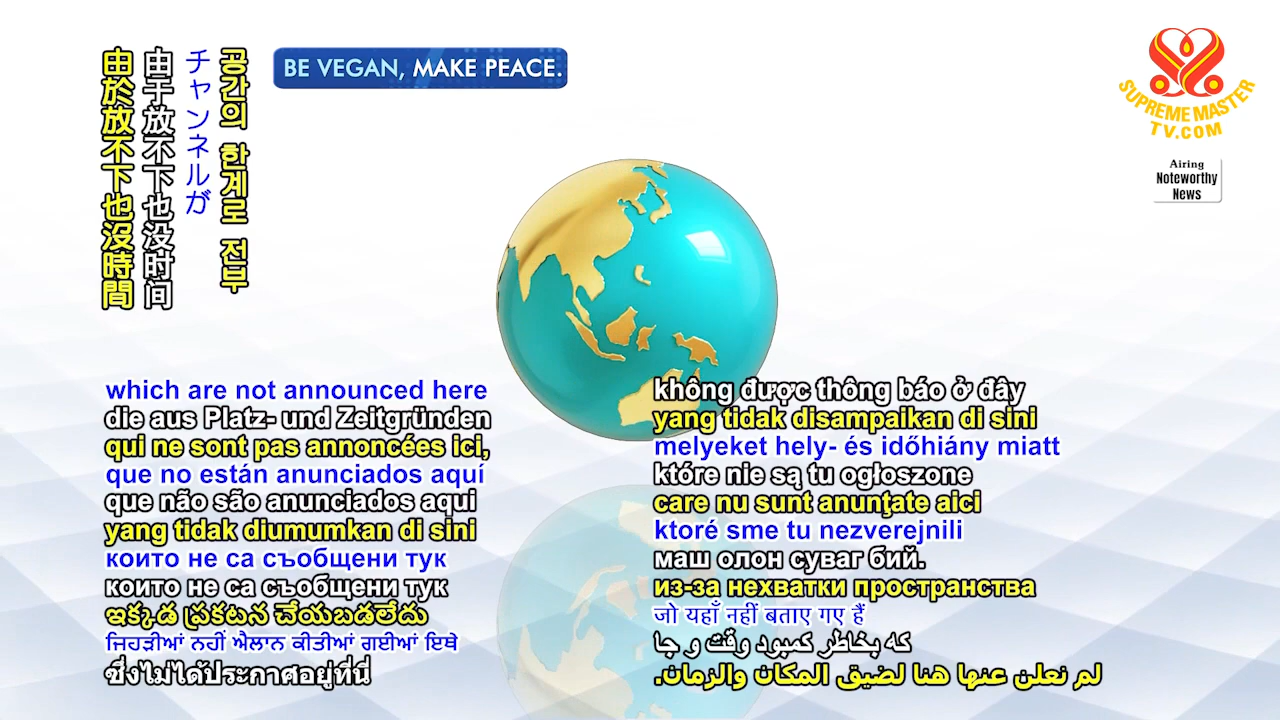 由於放不下也沒時間
由于放不下也没时间
チャンネルが
공간의 한계로 전부
BE VEGAN, MAKE PEACE.
SUPREME MASTER
TV.COM
Airing
Noteworthy
News
which are not announced here
die aus Platz- und Zeitgründen
qui ne sont pas annoncées ici,
que no están anunciados aquí
que não são anunciados aqui
yang tidak diumumkan di sini
които не са съобщени тук
които не са съобщени тук
ఇక్కడ ప్రకటన చేయబడలేదు
ਜਿਹੜੀਆਂ ਨਹੀਂ ਐਲਾਨ ਕੀਤੀਆਂ ਗਈਆਂ ਇਥੇ
ซึ่งไม่ได้ประกาศอยู่ที่นี่
không được thông báo ở đây
yang tidak disampaikan di sini
melyeket hely- és időhiány miatt
które nie są tu ogłoszone
care nu sunt anunţate aici
ktoré sme tu nezverejnili
маш олон суваг бий.
из-за нехватки пространства
जो यहाँ नहीं बताए गए हैं
که بخاطر کمبود وقت و جا
لم نعلن عنها هنا لضيق المكان والزمان.